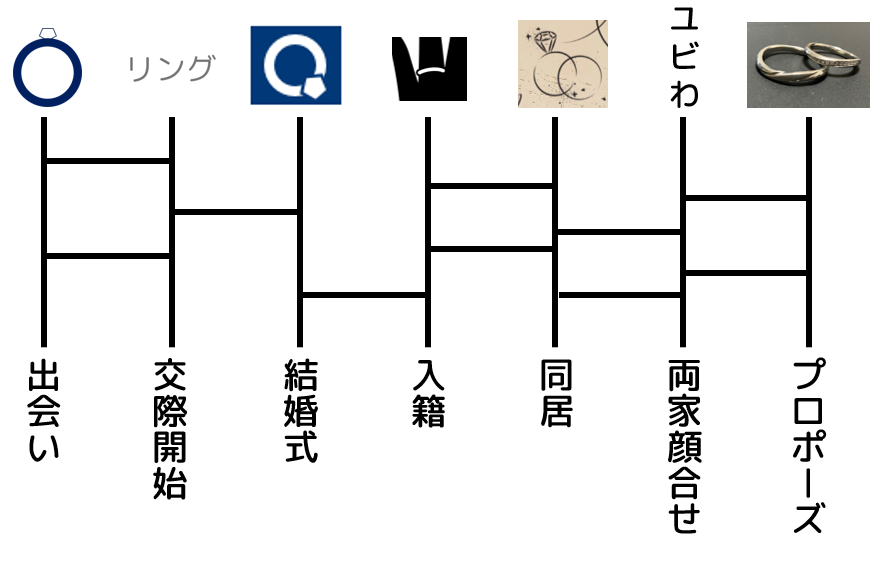 リング
ユビわ
出会い
交際開始
結婚式
入籍
同居
両家顔合せ
プロポーズ